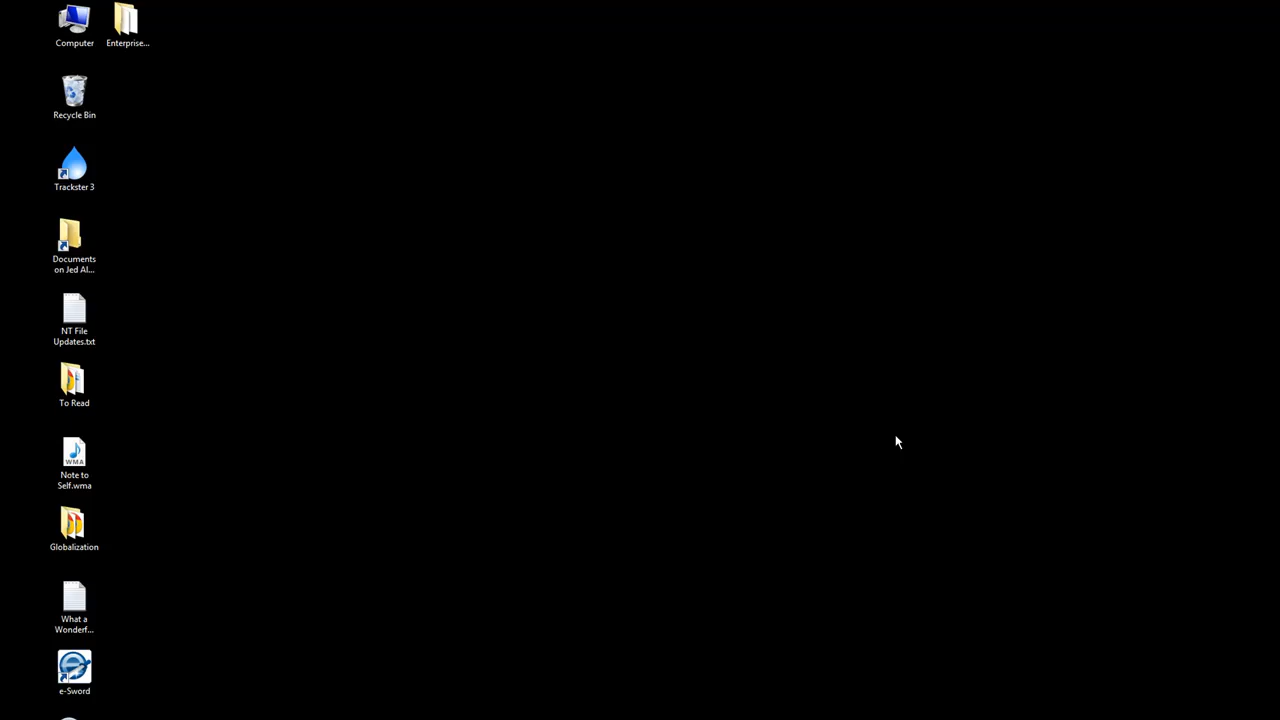 Computer
Enterprise...
Recycle Bin
Trackster 3
Documents
on Jed Al...
NT File
Updates.txt
To Read
WMA
Note to
Self.wma
Globalization
What a
Wonderf...
e-Sword